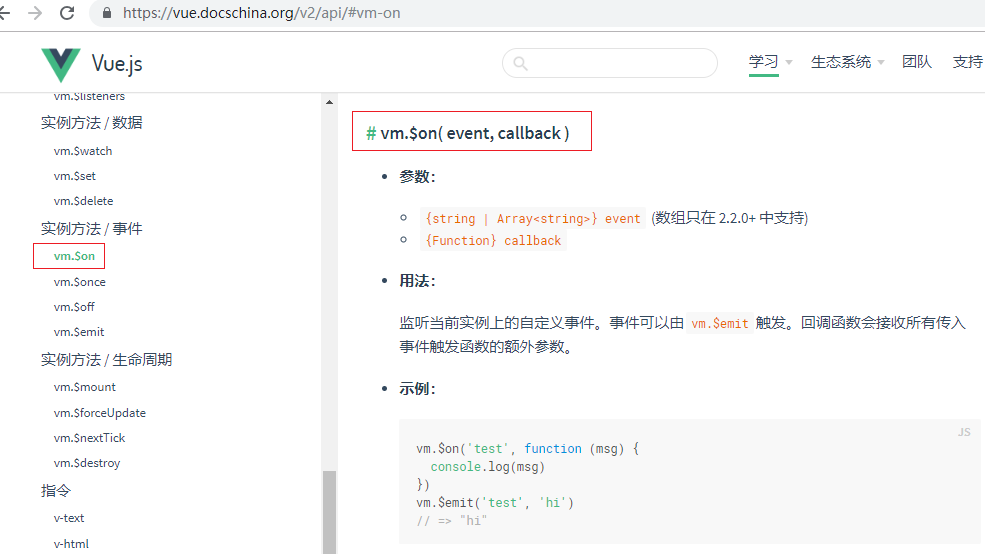 https://vue.docschina.org/v2/api/#vm-on
Vue.js
学习
生态系统
团队
支持
vm.$listeners
实例方法 / 数据
vm.$watch
vm.$set
vm.$delete
实例方法 / 事件
vm.$on
vm.$once
vm.$off
vm.$emit
实例方法 / 生命周期
vm.$mount
vm.$forceUpdate
vm.$nextTick
vm.$destroy
指令
v-text
v-html
# vm.$on( event, callback )
参数：
{string | Array<string>} event (数组只在 2.2.0+ 中支持)
{Function} callback
用法：
监听当前实例上的自定义事件。事件可以由 vm.$emit 触发。回调函数会接收所有传入
事件触发函数的额外参数。
示例：
JS
vm.$on('test', function (msg) {
  console.log(msg)
})
vm.$emit('test', 'hi')
// => "hi"